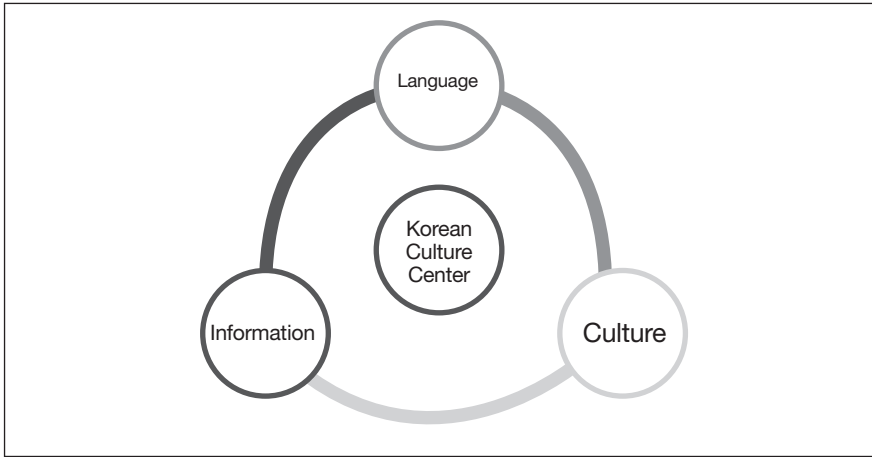 Language
Korean
Culture
Center
Information
Culture